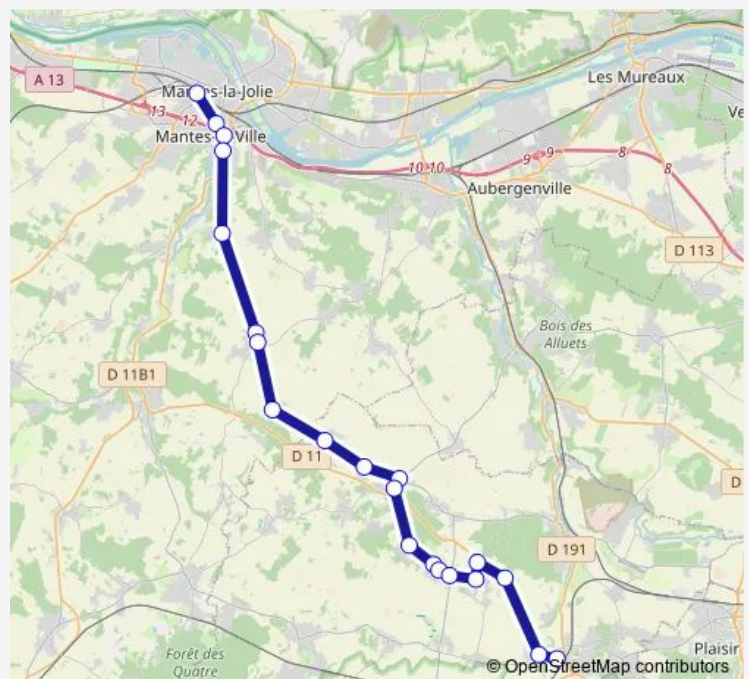 A 13
Mantes-la-Jolie
13
12
Les Mureaux
Mantes Ville
10 10
9
9
8
8
Aubergenville
D 113
Bois des
Alluets
D 11B1
D 11
D
D 191
Forêt des
Quatre
Plaisir
© OpenStreetMap contributors